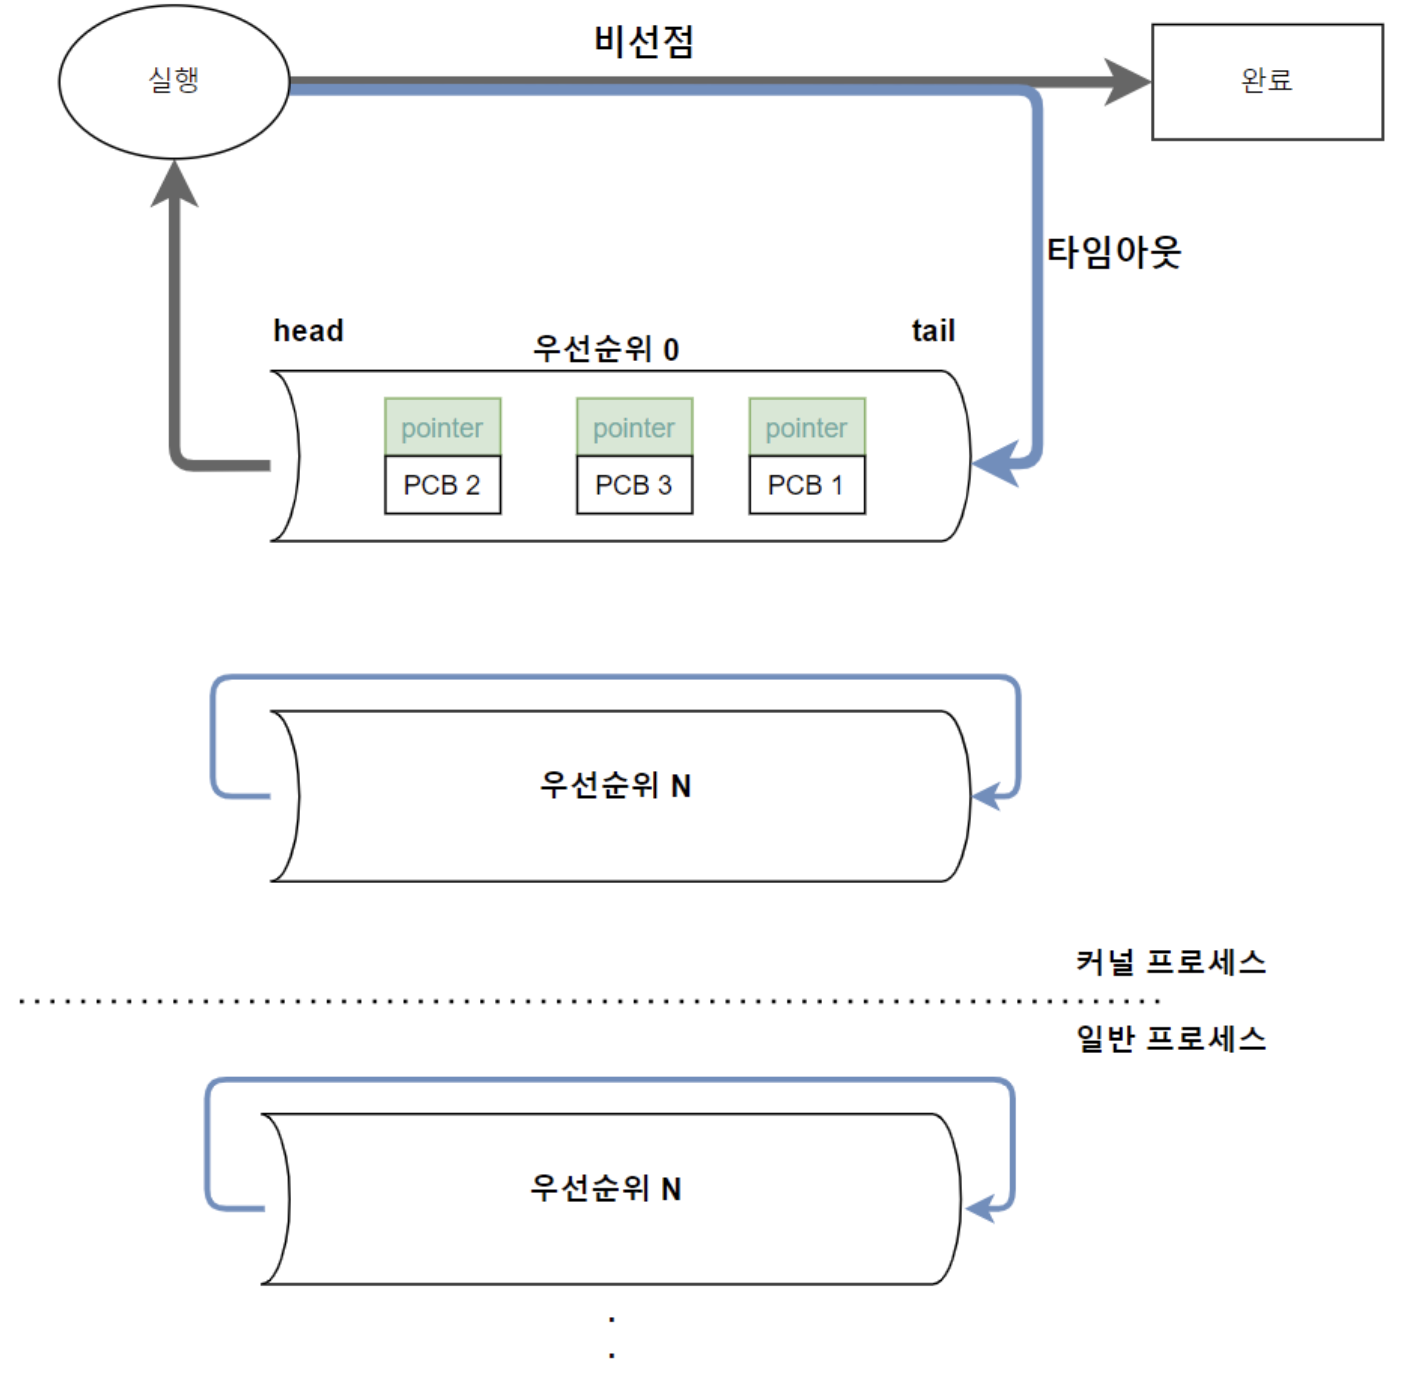 비선점
실행
완료
타임아웃
head
우선순위 0
tail
pointer
pointer
pointer
PCB 2
PCB 3
PCB 1
우선순위 N
커널 프로세스
일반 프로세스
우선순위 N